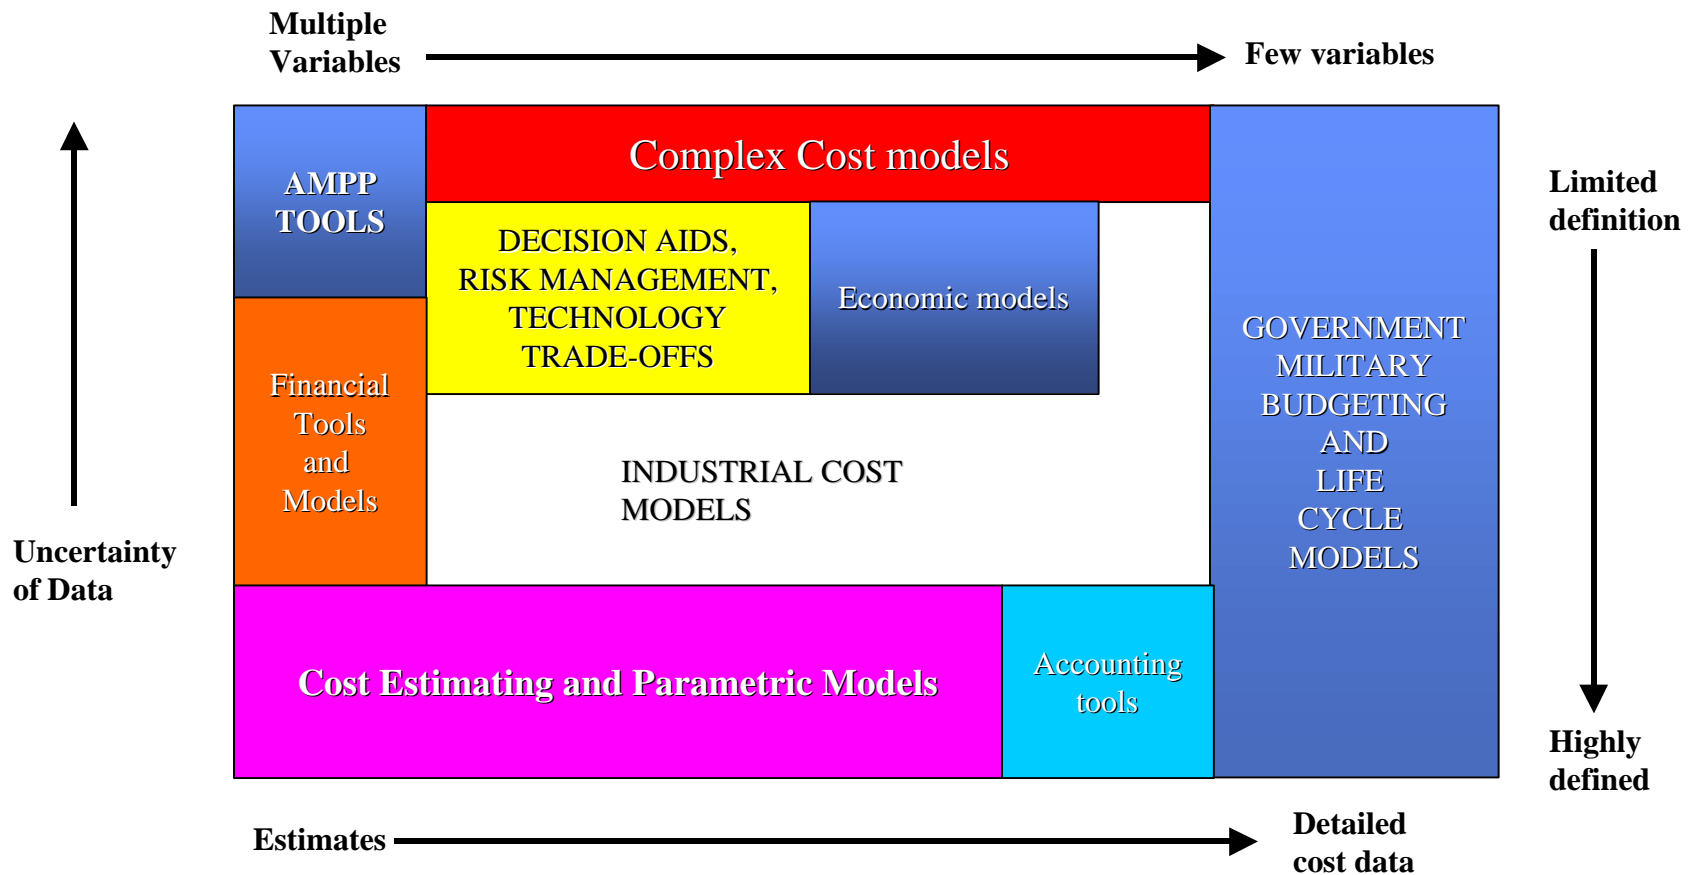 Multiple
Variables
Few variables
AMPP
TOOLS
Complex Cost models
Limited
definition
DECISION AIDS,
RISK MANAGEMENT,
TECHNOLOGY
TRADE-OFFS
Economic models
GOVERNMENT
MILITARY
BUDGETING
AND
LIFE
CYCLE
MODELS
Financial
Tools
and
Models
INDUSTRIAL COST
MODELS
Uncertainty
of Data
Cost Estimating and Parametric Models
Accounting
tools
Highly
defined
Estimates
Detailed
cost data